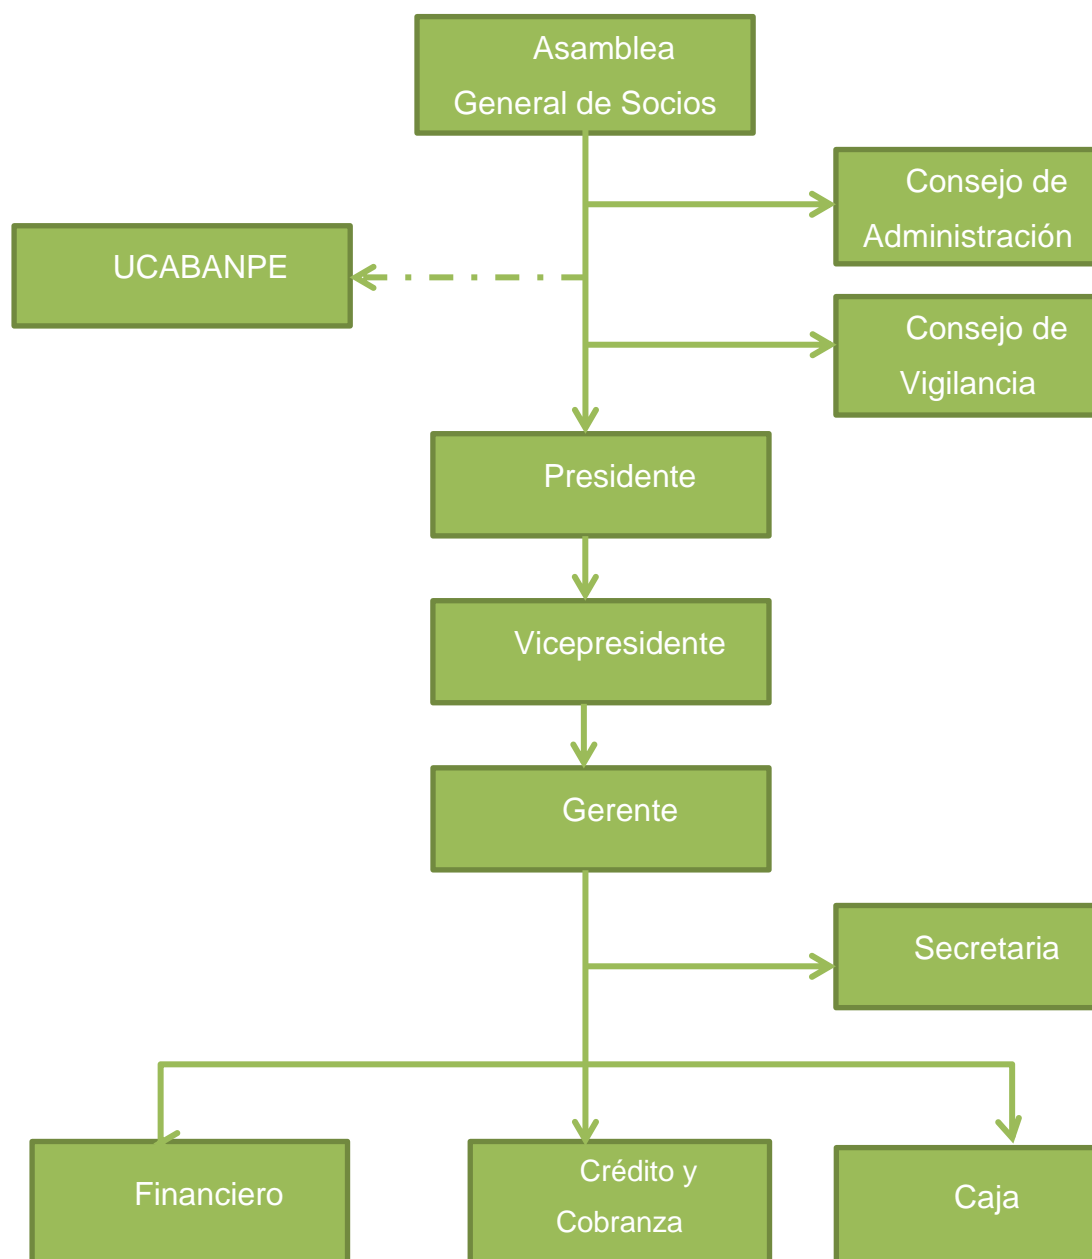 Asamblea
General de Socios
Consejo de
Administración
UCABANPE
Consejo de
Vigilancia
Presidente
Vicepresidente
Gerente
Secretaria
Financiero
Crédito y
Cobranza
Caja